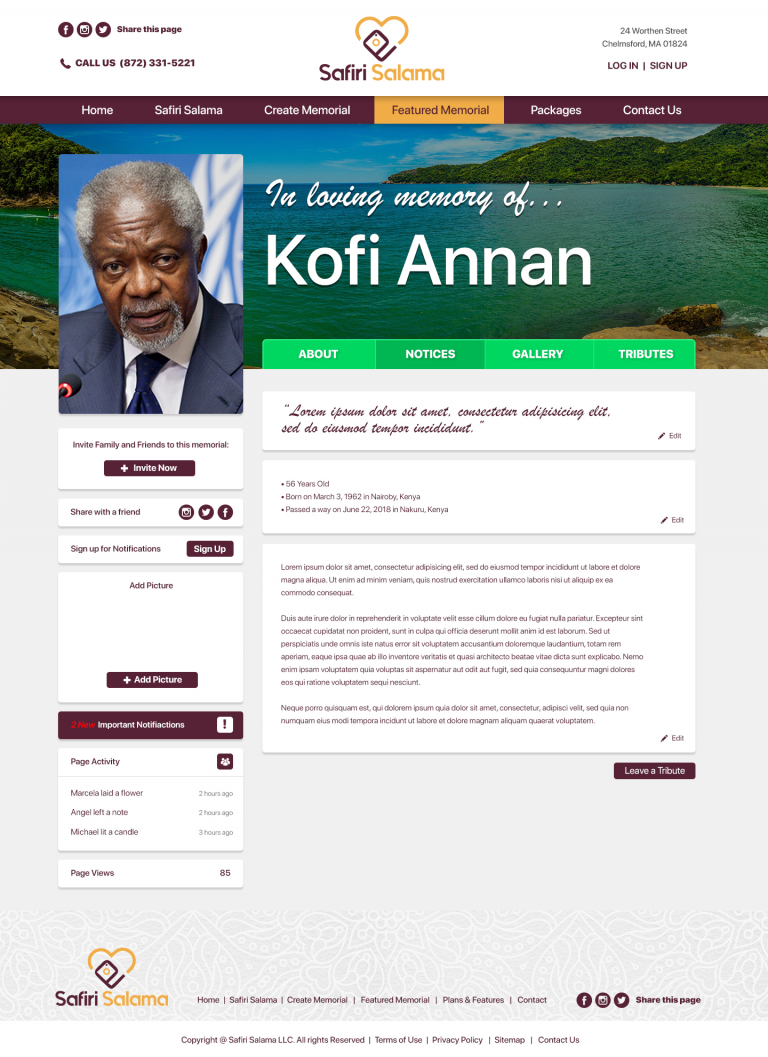 Share this page
CALL US (872) 331-5221
Safiri Salama
24 Worthen Street
Chelmsford, MA 01824
LOG IN | SIGN UP
Home Safiri Salama Create Memorial Featured Memorial Packages Contact Us
In loving memory of...
Kofi Annan
ABOUT NOTICES GALLERY TRIBUTES
Invite Family and Friends to this memorial:
Invite Now
Share with a friend
Sign up for Notifications Sign Up
Add Picture
Add Picture
2 New Important Notifiactions !
Page Activity
Marcela laid a flower 2 hours ago
Angel left a note 2 hours ago
Michael lit a candle 3 hours ago
Page Views 85
"Lorem ipsum dolor sit amet, consectetur adipisicing elit,
sed do eiusmod tempor incididunt."
Edit
• 56 Years Old
• Born on March 3, 1962 in Nairoby, Kenya
• Passed a way on June 22, 2018 in Nakuru, Kenya
Edit
Lorem ipsum dolor sit amet, consectetur adipisicing elit, sed do eiusmod tempor incididunt ut labore et dolore
magna aliqua. Ut enim ad minim veniam, quis nostrud exercitation ullamco laboris nisi ut aliquip ex ea
commodo consequat.
Duis aute irure dolor in reprehenderit in voluptate velit esse cillum dolore eu fugiat nulla pariatur. Excepteur sint
occaecat cupidatat non proident, sunt in culpa qui officia deserunt mollit anim id est laborum. Sed ut
perspiciatis unde omnis iste natus error sit voluptatem accusantium doloremque laudantium, totam rem
aperiam, eaque ipsa quae ab illo inventore veritatis et quasi architecto beatae vitae dicta sunt explicabo. Nemo
enim ipsam voluptatem quia voluptas sit aspernatur aut odit aut fugit, sed quia consequuntur magni dolores
eos qui ratione voluptatem sequi nesciunt.
Neque porro quisquam est, qui dolorem ipsum quia dolor sit amet, consectetur, adipisci velit, sed quia non
numquam eius modi tempora incidunt ut labore et dolore magnam aliquam quaerat voluptatem.
Edit
Leave a Tribute
Safiri Salama
Home | Safiri Salama | Create Memorial | Featured Memorial | Plans & Features | Contact
Share this page
Copyright @ Safiri Salama LLC. All rights Reserved | Terms of Use | Privacy Policy | Sitemap | Contact Us